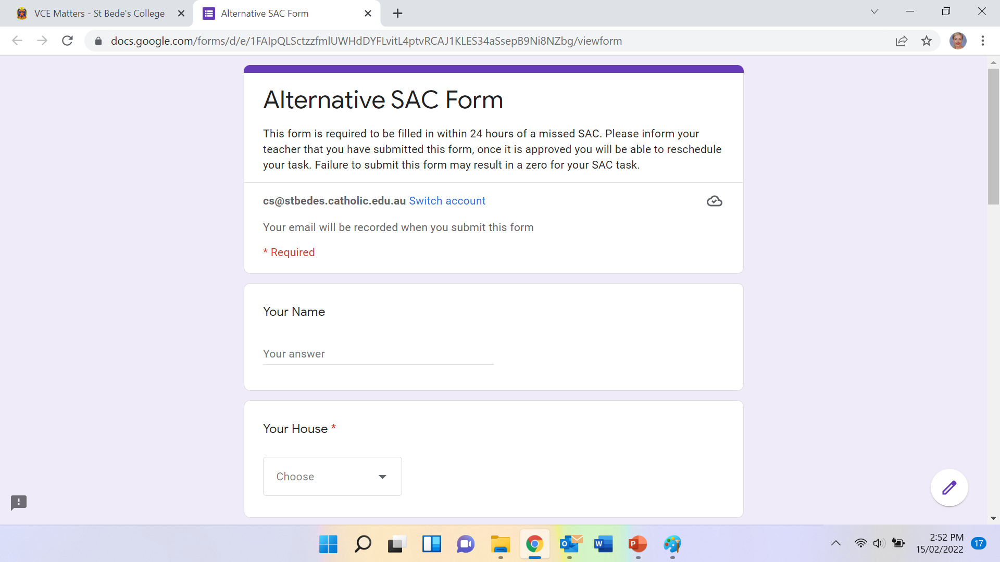 VCE Matters - St Bede's College
Alternative SAC Form
docs.google.com/forms/d/e/1FAIpQLSctzzfmlUWHdDYFLvitL4ptvRCAJ1KLES34aSsepB9Ni8NZbg/viewform
Alternative SAC Form
This form is required to be filled in within 24 hours of a missed SAC. Please inform your
teacher that you have submitted this form, once it is approved you will be able to reschedule
your task. Failure to submit this form may result in a zero for your SAC task.
cs@stbedes.catholic.edu.au Switch account
Your email will be recorded when you submit this form
* Required
Your Name
Your answer
Your House *
Choose
O
W
P
2:52 PM
15/02/2022
17